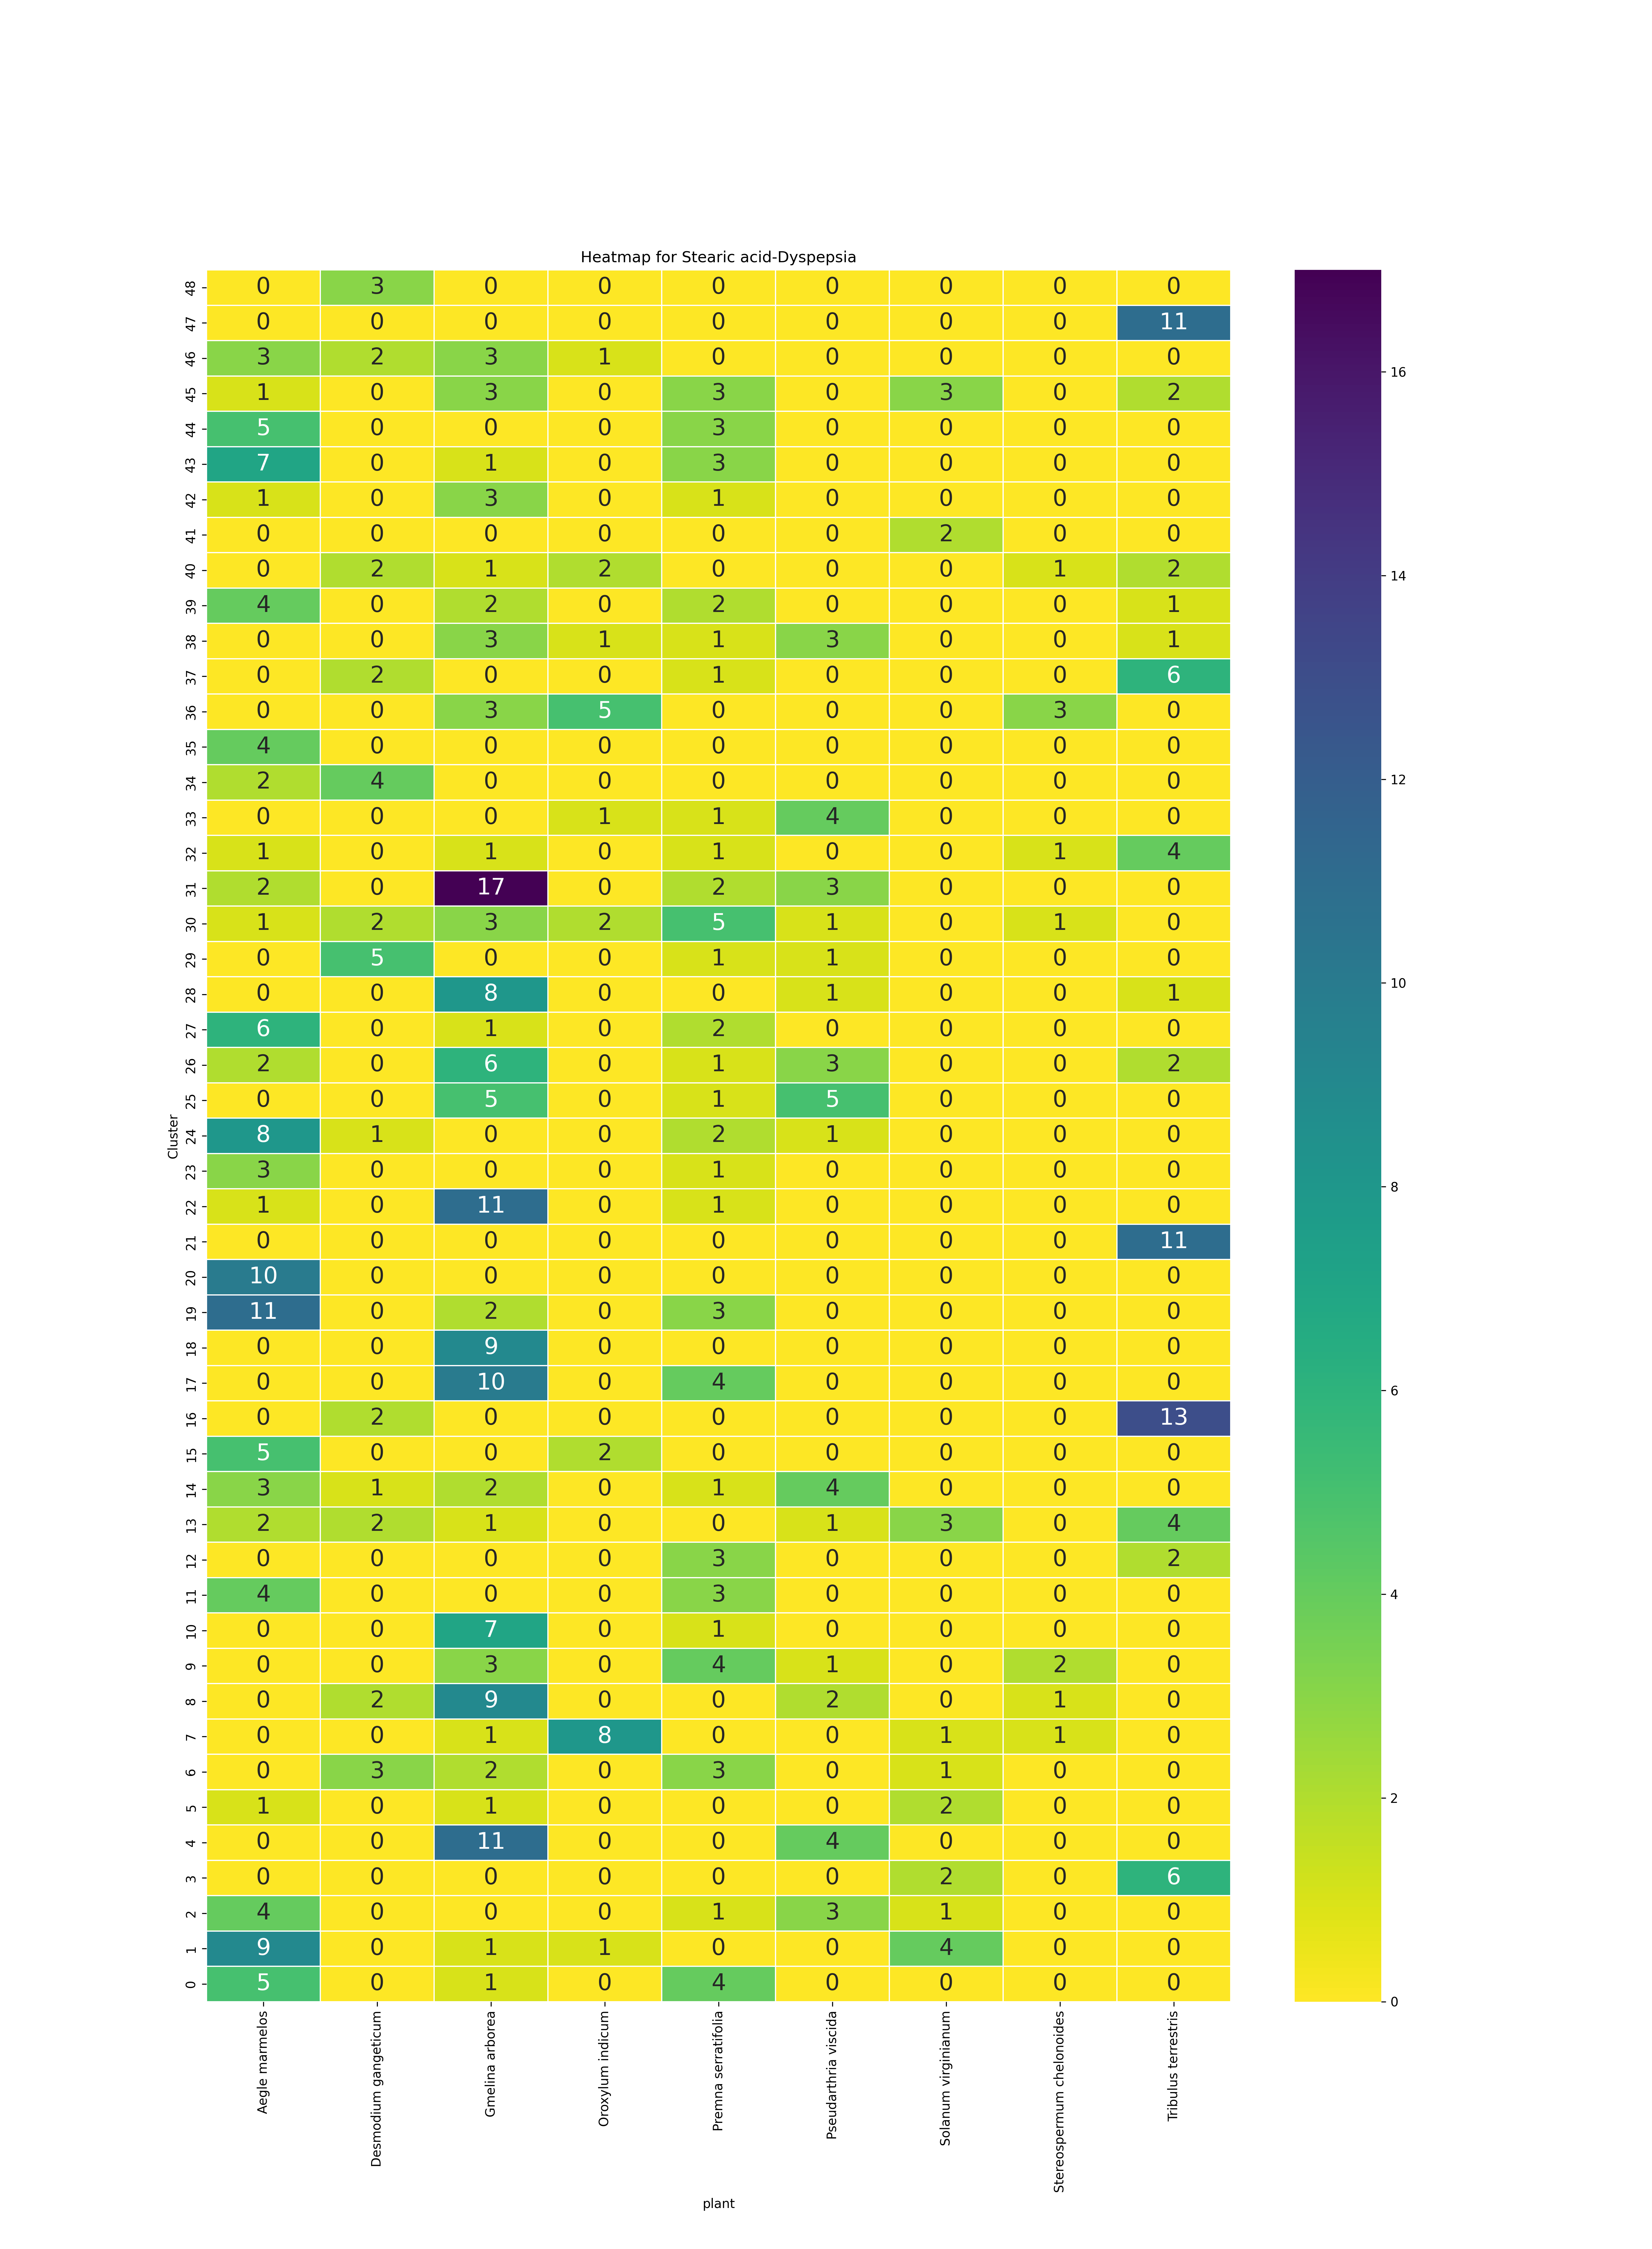 Heatmap for Stearic acid-Dyspepsia
48 0 3 0 0 0 0 0 0 0
47 0 0 0 0 0 0 0 0 11
46 3 2 3 1 0 0 0 0 0
45 1 0 3 0 3 0 3 0 2
44 5 0 0 0 3 0 0 0 0
43 7 0 1 0 3 0 0 0 0
42 1 0 3 0 1 0 0 0 0
41 0 0 0 0 0 0 2 0 0
40 0 2 1 2 0 0 0 1 2
39 4 0 2 0 2 0 0 0 1
38 0 0 3 1 1 3 0 0 1
37 0 2 0 0 1 0 0 0 6
36 0 0 3 5 0 0 0 3 0
35 4 0 0 0 0 0 0 0 0
34 2 4 0 0 0 0 0 0 0
33 0 0 0 1 1 4 0 0 0
32 1 0 1 0 1 0 0 1 4
31 2 0 17 0 2 3 0 0 0
30 1 2 3 2 5 1 0 1 0
29 0 5 0 0 1 1 0 0 0
28 0 0 8 0 0 1 0 0 1
27 6 0 1 0 2 0 0 0 0
26 2 0 6 0 1 3 0 0 2
25 0 0 5 0 1 5 0 0 0
24 8 1 0 0 2 1 0 0 0
23 3 0 0 0 1 0 0 0 0
22 1 0 11 0 1 0 0 0 0
21 0 0 0 0 0 0 0 0 11
20 10 0 0 0 0 0 0 0 0
19 11 0 2 0 3 0 0 0 0
18 0 0 9 0 0 0 0 0 0
17 0 0 10 0 4 0 0 0 0
16 0 2 0 0 0 0 0 0 13
15 5 0 0 2 0 0 0 0 0
14 3 1 2 0 1 4 0 0 0
13 2 2 1 0 0 1 3 0 4
12 0 0 0 0 3 0 0 0 2
11 4 0 0 0 3 0 0 0 0
10 0 0 7 0 1 0 0 0 0
9 0 0 3 0 4 1 0 2 0
8 0 2 9 0 0 2 0 1 0
7 0 0 1 8 0 0 1 1 0
6 0 3 2 0 3 0 1 0 0
5 1 0 1 0 0 0 2 0 0
4 0 0 11 0 0 4 0 0 0
3 0 0 0 0 0 0 2 0 6
2 4 0 0 0 1 3 1 0 0
1 9 0 1 1 0 0 4 0 0
0 5 0 1 0 4 0 0 0 0
Cluster
Aegle marmelos
Desmodium gangeticum
Gmelina arborea
Oroxylum indicum
Premna serratifolia
Pseudarthria viscida
Solanum virginianum
Stereospermum chelonoides
Tribulus terrestris
plant
16
14
12
10
8
6
4
2
0